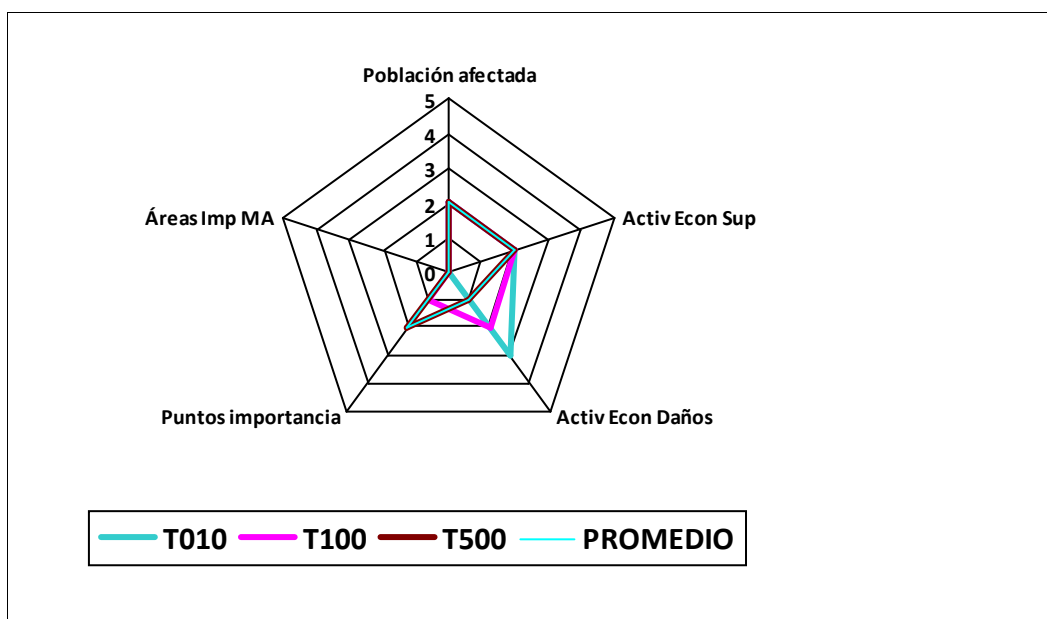 Población afectada
5
4
3
2
1
0
Áreas Imp MA
Activ Econ Sup
Puntos importancia
Activ Econ Daños
T010 T100 T500 PROMEDIO